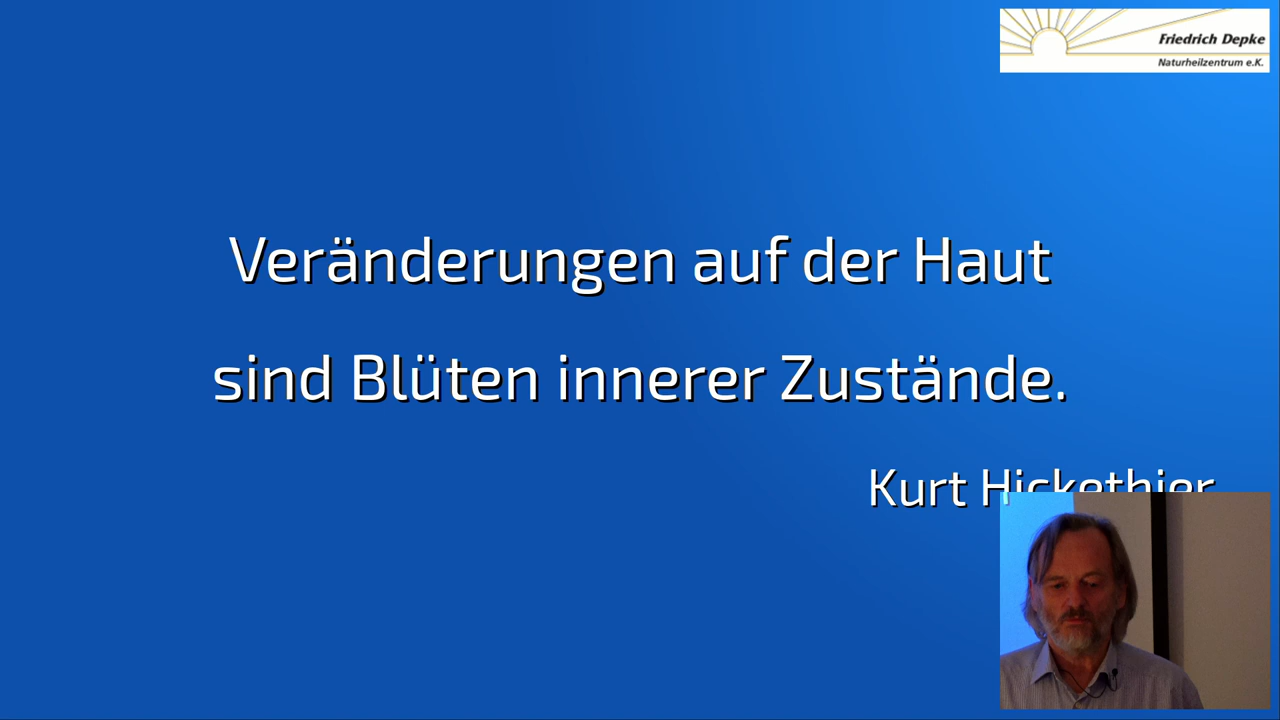 Friedrich Depke
Naturheilzentrum e.K.
Veränderungen auf der Haut
sind Blüten innerer Zustände.
Kurt Hickethier